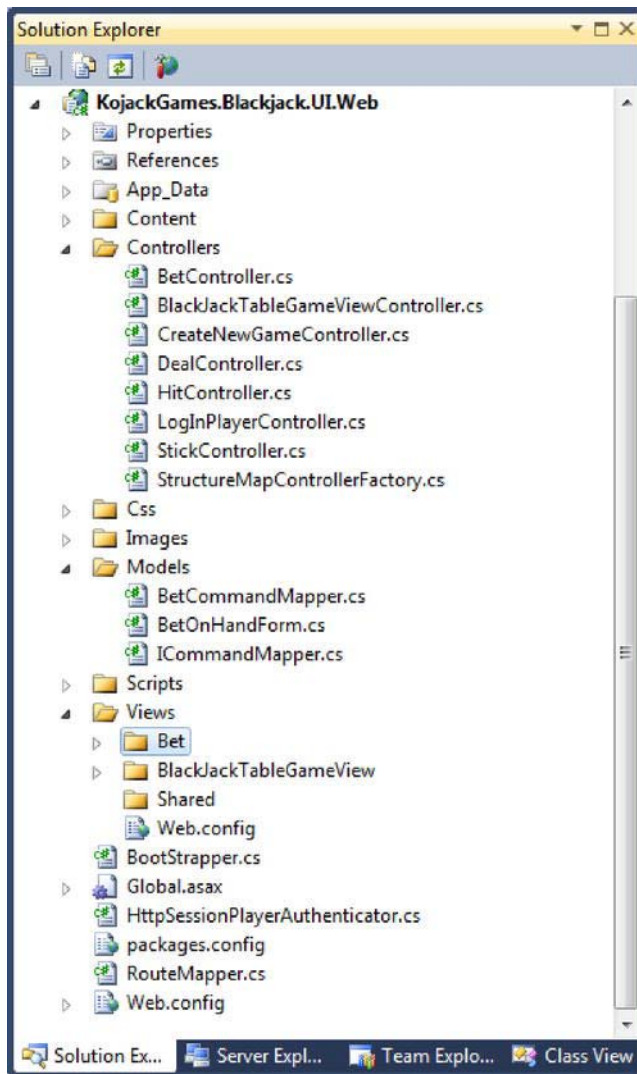 Solution Explorer
KojackGames.Blackjack.UI.Web
Properties
References
App_Data
Content
Controllers
BetController.cs
BlackJackTableGameViewController.cs
CreateNewGameController.cs
DealController.cs
HitController.cs
LogInPlayerController.cs
StickController.cs
StructureMapControllerFactory.cs
Css
Images
Models
BetCommandMapper.cs
BetOnHandForm.cs
ICommandMapper.cs
Scripts
Views
Bet
BlackJackTableGameView
Shared
Web.config
BootStrapper.cs
Global.asax
HttpSessionPlayerAuthenticator.cs
packages.config
RouteMapper.cs
Web.config
Solution Ex... Server Expl... Team Explo... Class View